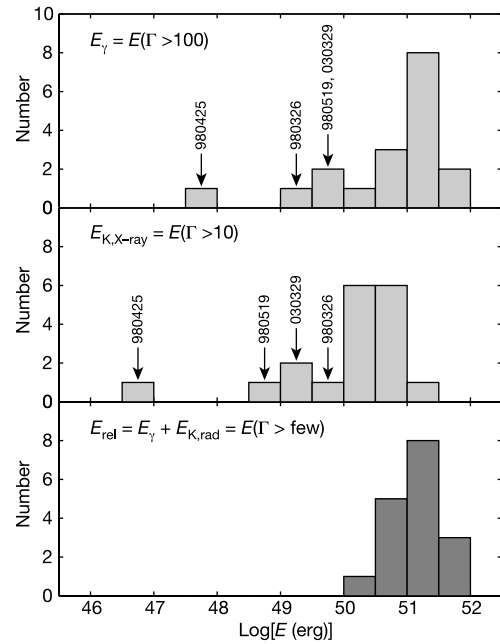 10
8
6
4
2
0
Number
E_γ = E(Γ >100)
980425
980326
980519, 030329
8
6
4
2
0
Number
E_K,X–ray = E(Γ >10)
980425
980519
030329
980326
8
6
4
2
0
Number
E_rel = E_γ + E_K,rad = E(Γ > few)
46 47 48 49 50 51 52
Log[E (erg)]